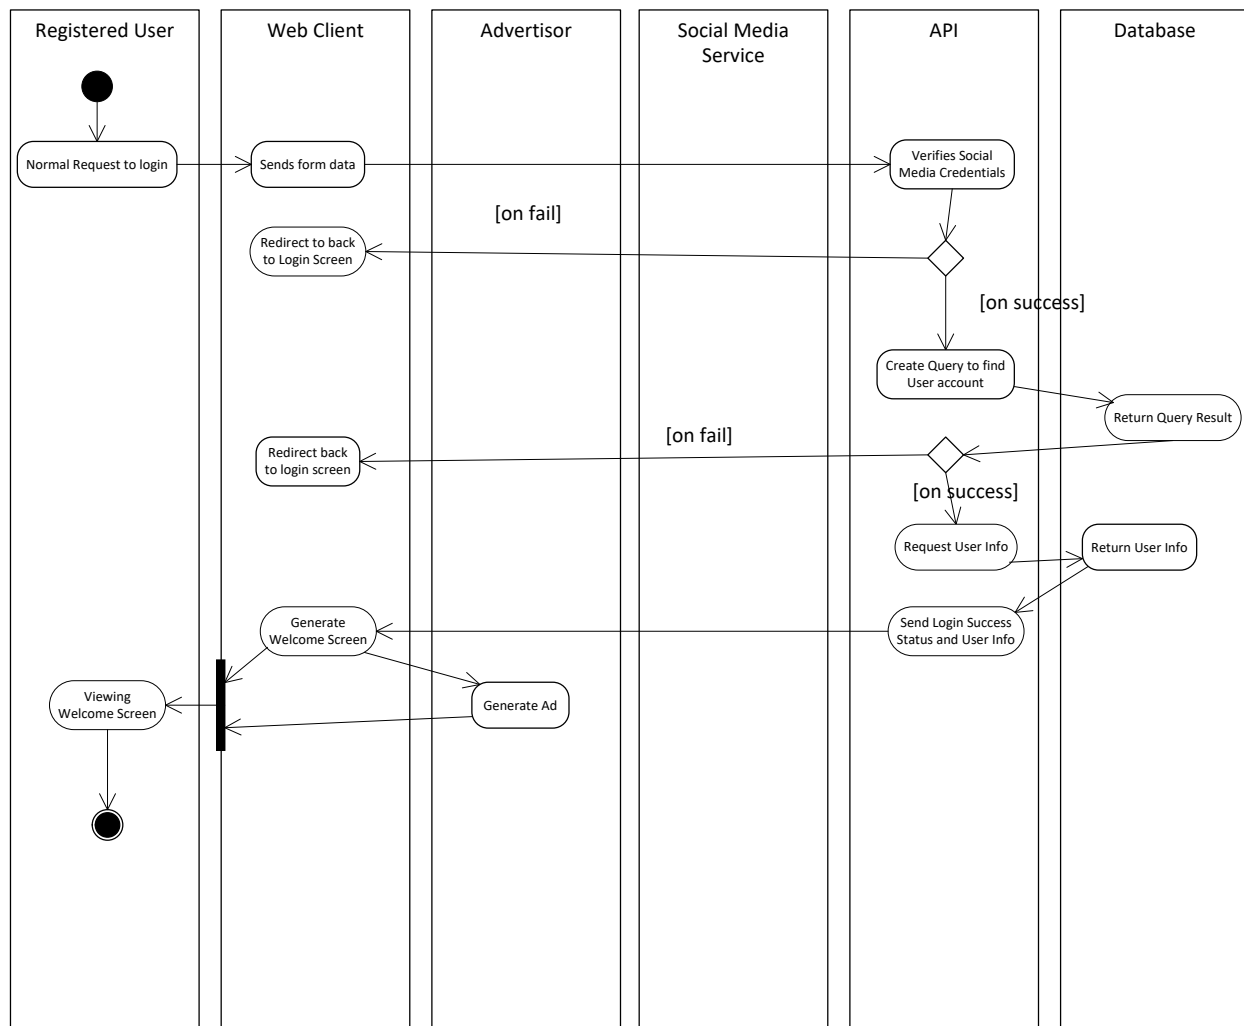 Registered User
Web Client
Advertisor
Social Media
Service
API
Database
Normal Request to login
Sends form data
Verifies Social
Media Credentials
[on fail]
Redirect to back
to Login Screen
[on success]
Create Query to find
User account
Return Query Result
[on fail]
Redirect back
to login screen
[on success]
Request User Info
Return User Info
Generate
Welcome Screen
Send Login Success
Status and User Info
Viewing
Welcome Screen
Generate Ad